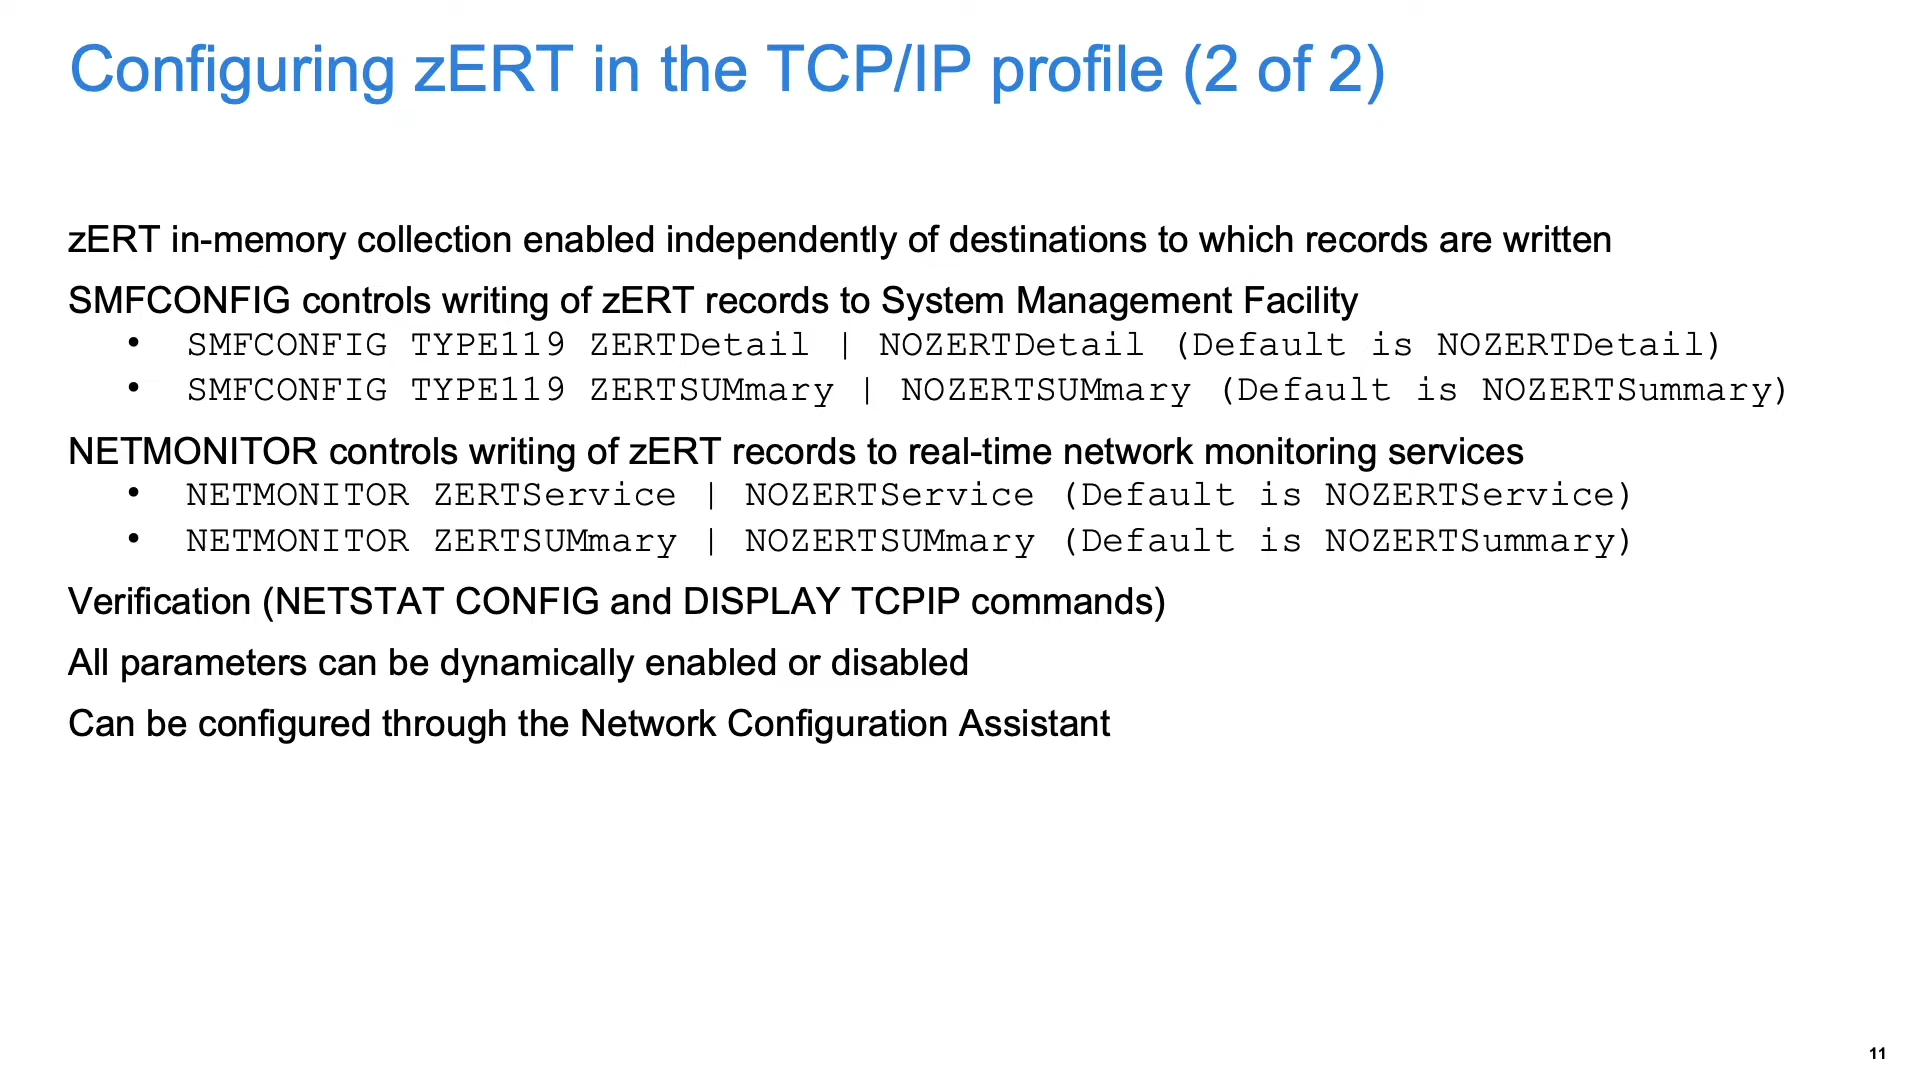 Configuring zERT in the TCP/IP profile (2 of 2)
zERT in-memory collection enabled independently of destinations to which records are written
SMFCONFIG controls writing of zERT records to System Management Facility
• SMFCONFIG TYPE119 ZERTDetail | NOZERTDetail (Default is NOZERTDetail)
• SMFCONFIG TYPE119 ZERTSUMmary | NOZERTSUMmary (Default is NOZERTSummary)
NETMONITOR controls writing of zERT records to real-time network monitoring services
• NETMONITOR ZERTService | NOZERTService (Default is NOZERTService)
• NETMONITOR ZERTSUMmary | NOZERTSUMmary (Default is NOZERTSummary)
Verification (NETSTAT CONFIG and DISPLAY TCPIP commands)
All parameters can be dynamically enabled or disabled
Can be configured through the Network Configuration Assistant
11